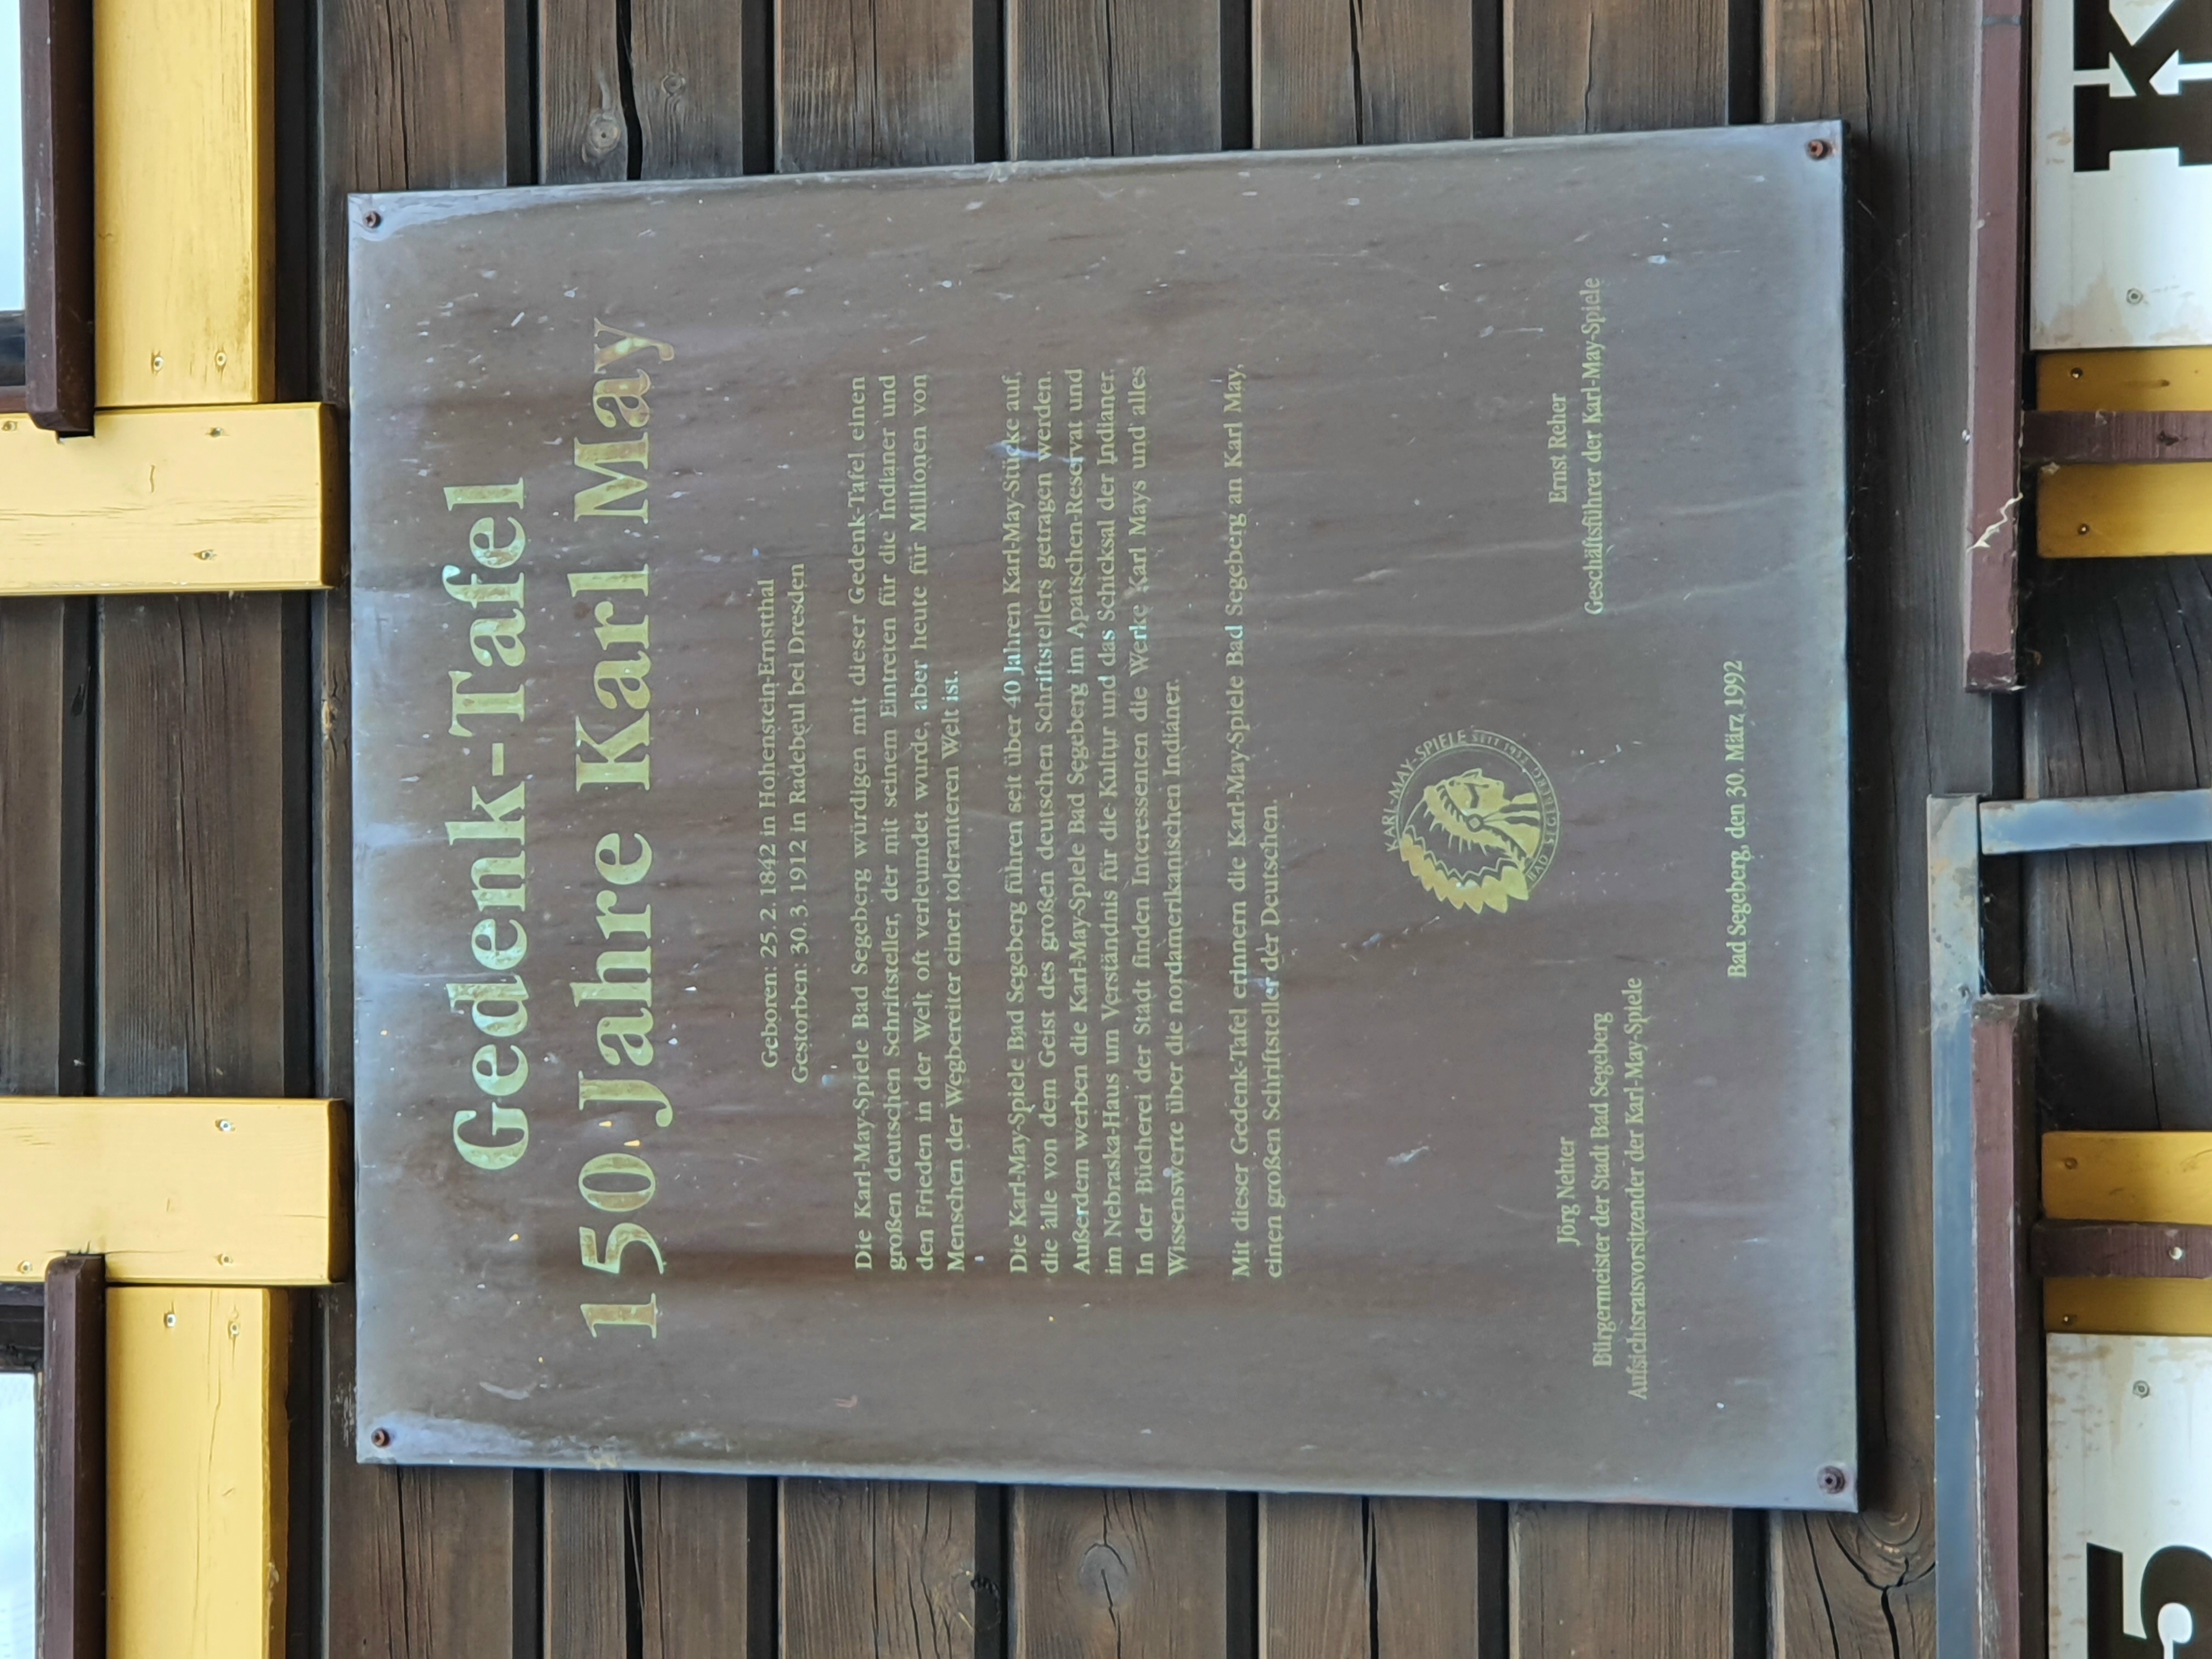 Gedenk-Tafel
150 Jahre Karl May
Geboren: 25. 2. 1842 in Hohenstein-Ernstthal
Gestorben: 30. 3. 1912 in Radebeul bei Dresden
Die Karl-May-Spiele Bad Segeberg würdigen mit dieser Gedenk-Tafel einen
großen deutschen Schriftsteller, der mit seinem Eintreten für die Indianer und
den Frieden in der Welt oft verleumdet wurde, aber heute für Millionen von
Menschen der Wegbereiter einer toleranteren Welt ist.
Die Karl-May-Spiele Bad Segeberg führen seit über 40 Jahren Karl-May-Stücke auf,
die alle von dem Geist des großen deutschen Schriftstellers getragen werden.
Außerdem werben die Karl-May-Spiele Bad Segeberg im Apatschen-Reservat und
im Nebraska-Haus um Verständnis für die Kultur und das Schicksal der Indianer.
In der Bücherei der Stadt finden Interessenten die Werke Karl Mays und alles
Wissenswerte über die nordamerikanischen Indianer.
Mit dieser Gedenk-Tafel erinnern die Karl-May-Spiele Bad Segeberg an Karl May,
einen großen Schriftsteller der Deutschen.
KARL-MAY-SPIELE SEIT 1952 BAD SEGEBERG
Jörg Nehter
Bürgermeister der Stadt Bad Segeberg
Aufsichtsratsvorsitzender der Karl-May-Spiele
Ernst Reher
Geschäftsführer der Karl-May-Spiele
Bad Segeberg, den 30. März 1992
5
K